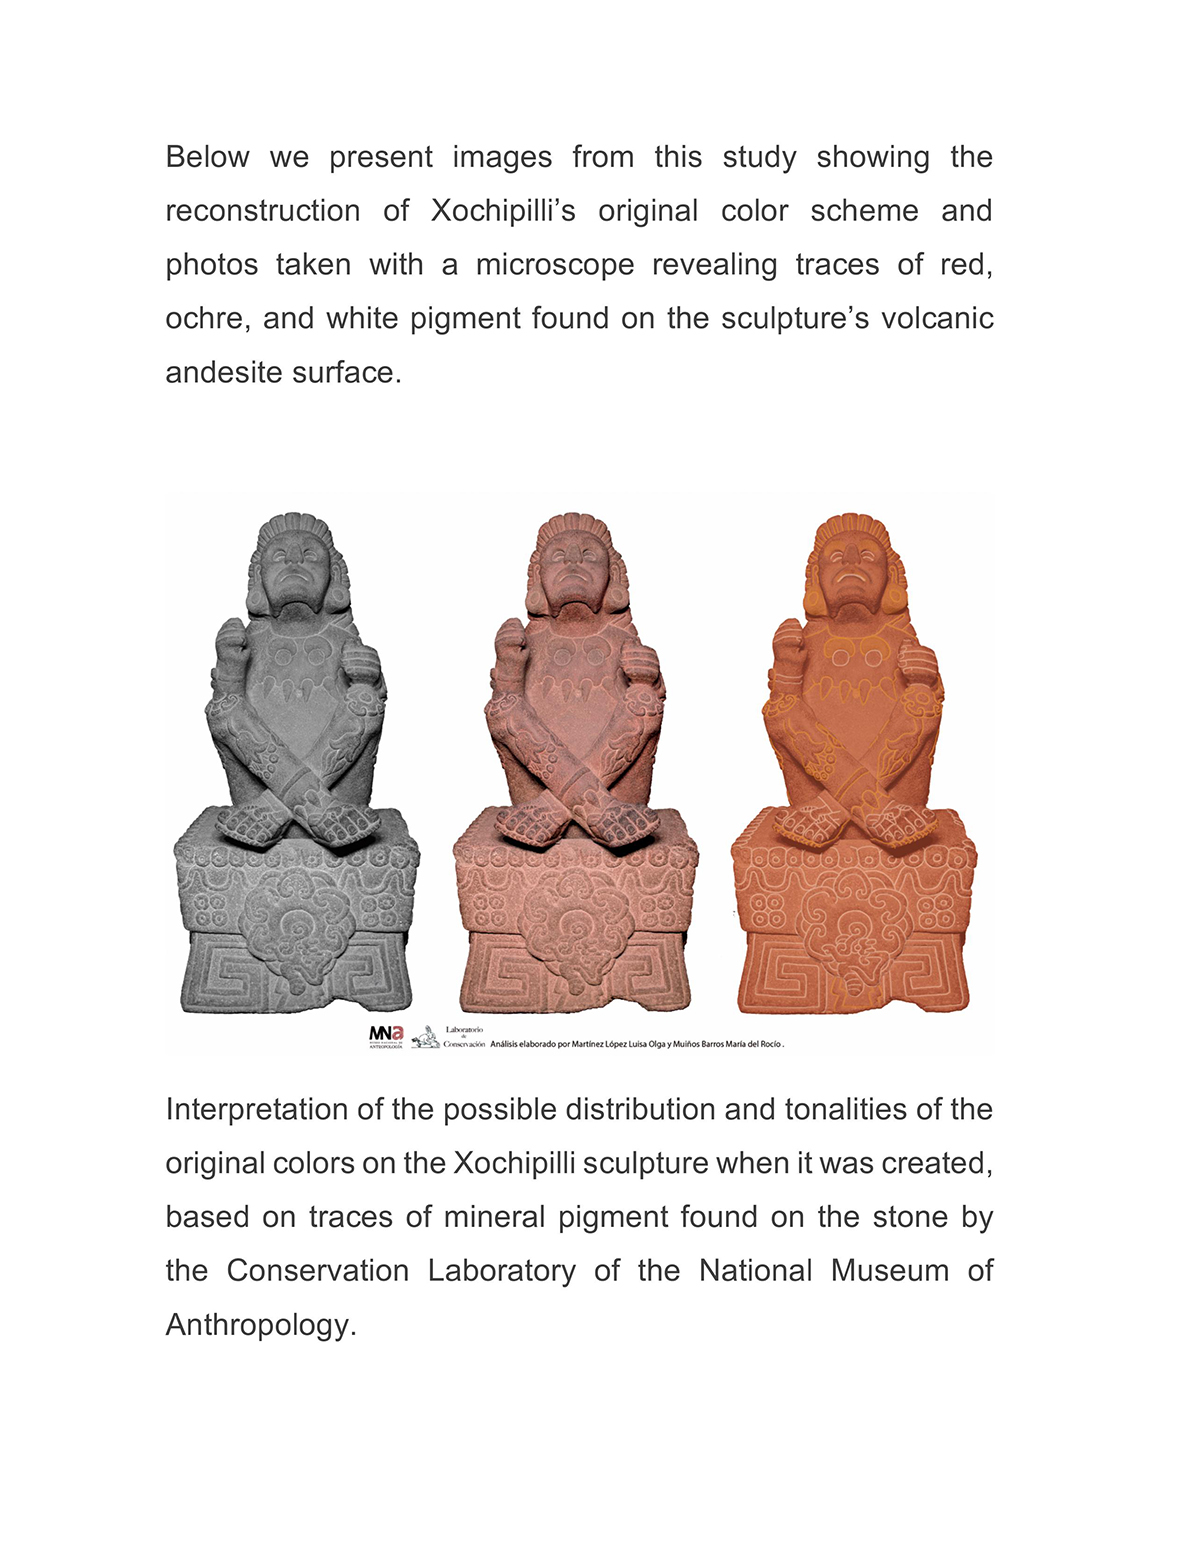 Below we present images from this study showing the
reconstruction of Xochipilli’s original color scheme and
photos taken with a microscope revealing traces of red,
ochre, and white pigment found on the sculpture’s volcanic
andesite surface.
MNa
ANTROPOLOGÍA
Laboratorio
de
Conservación
Análisis elaborado por Martínez López Luisa Olga y Muiños Barros María del Rocío .
Interpretation of the possible distribution and tonalities of the
original colors on the Xochipilli sculpture when it was created,
based on traces of mineral pigment found on the stone by
the Conservation Laboratory of the National Museum of
Anthropology.